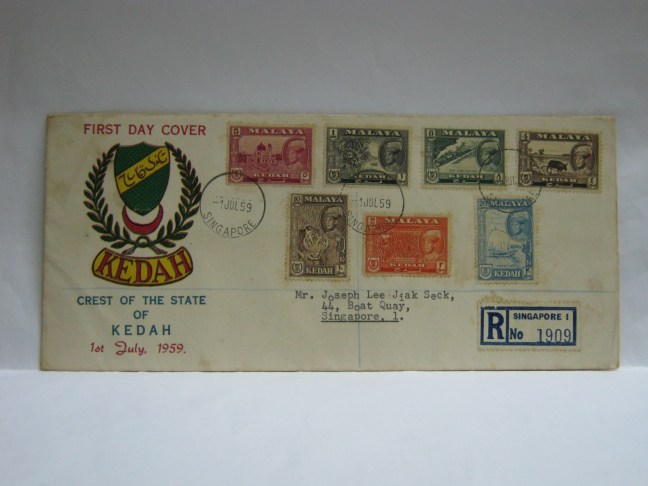 FIRST DAY COVER
KEDAH
CREST OF THE STATE
OF
KEDAH
1st July, 1959.
MALAYA
KEDAH
MALAYA
KEDAH
MALAYA
KEDAH
MALAYA
KEDAH
1 JUL 59
SINGAPORE
1 JUL 59
MALAYA
KEDAH
MALAYA
KEDAH
MALAYA
KEDAH
Mr. Joseph Lee Jiak Seck,
44, Boat Quay,
Singapore, 1.
R
SINGAPORE 1
No 1909